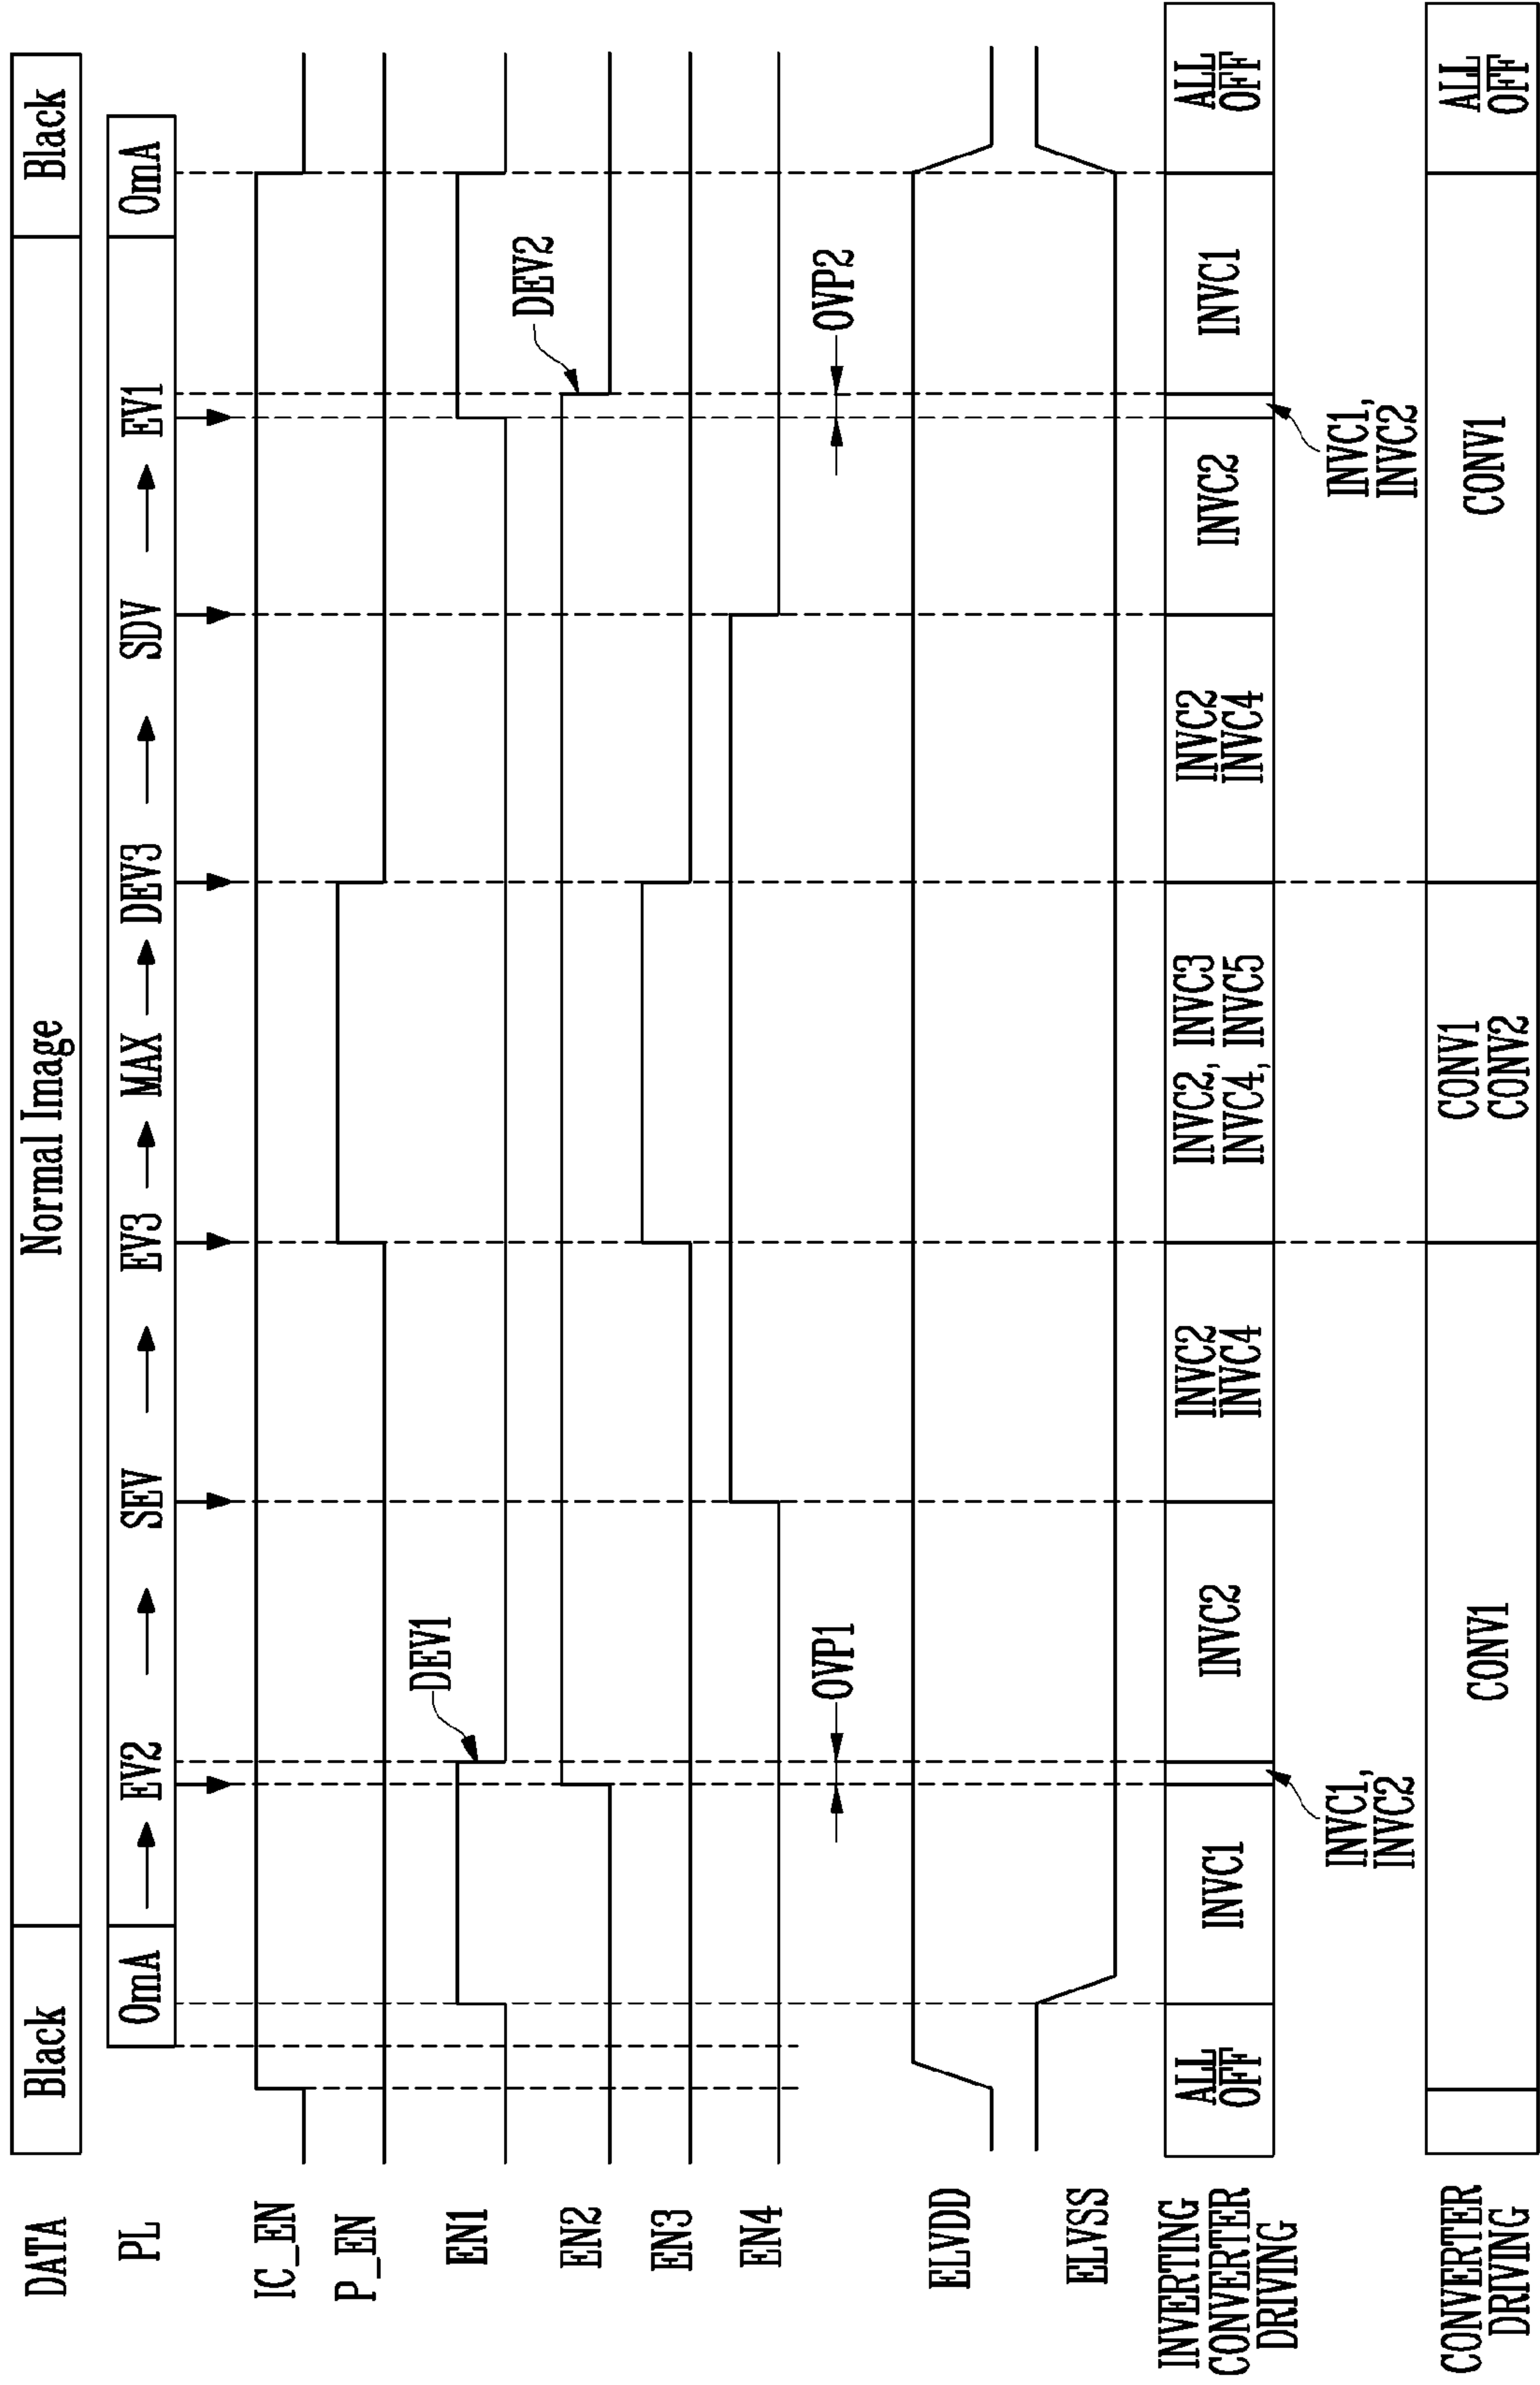 DATA
Black
Normal Image
Black
PL
0mA
EV2
SEV
EV3
MAX
DEV3
SDV
EV1
0mA
IC_EN
P_EN
EN1
DEV1
EN2
DEV2
EN3
EN4
OVP1
OVP2
ELVDD
ELVSS
INVERTING
CONVERTER
DRIVING
ALL
OFF
INVC1
INVC2
INVC2
INVC4
INVC2, INVC3
INVC4, INVC5
INVC2
INVC4
INVC2
INVC1
ALL
OFF
INVC1,
INVC2
INVC1,
INVC2
CONVERTER
DRIVING
CONV1
CONV1
CONV2
CONV1
ALL
OFF